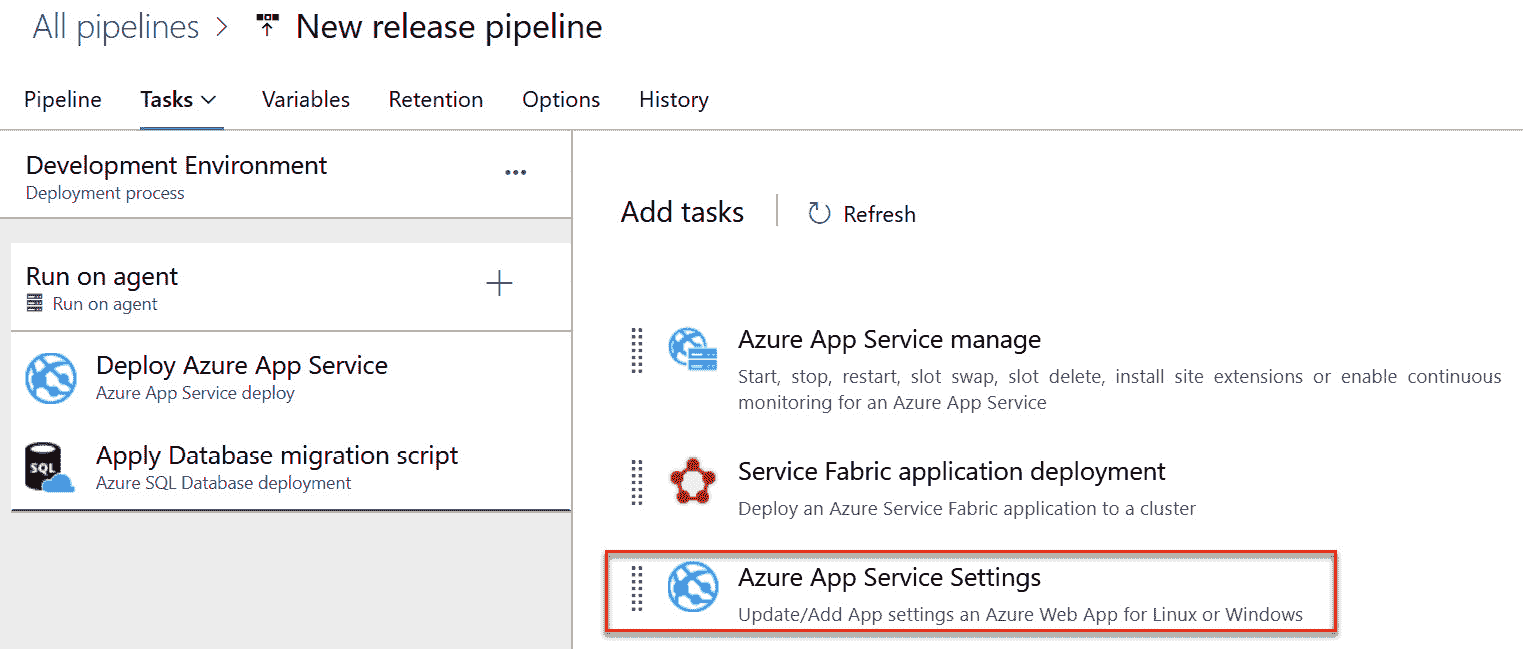 All pipelines > New release pipeline
Pipeline Tasks Variables Retention Options History
Development Environment ...
Deployment process
Run on agent +
Run on agent
Deploy Azure App Service
Azure App Service deploy
SQL Apply Database migration script
Azure SQL Database deployment
Add tasks | Refresh
Azure App Service manage
Start, stop, restart, slot swap, slot delete, install site extensions or enable continuous
monitoring for an Azure App Service
Service Fabric application deployment
Deploy an Azure Service Fabric application to a cluster
Azure App Service Settings
Update/Add App settings an Azure Web App for Linux or Windows